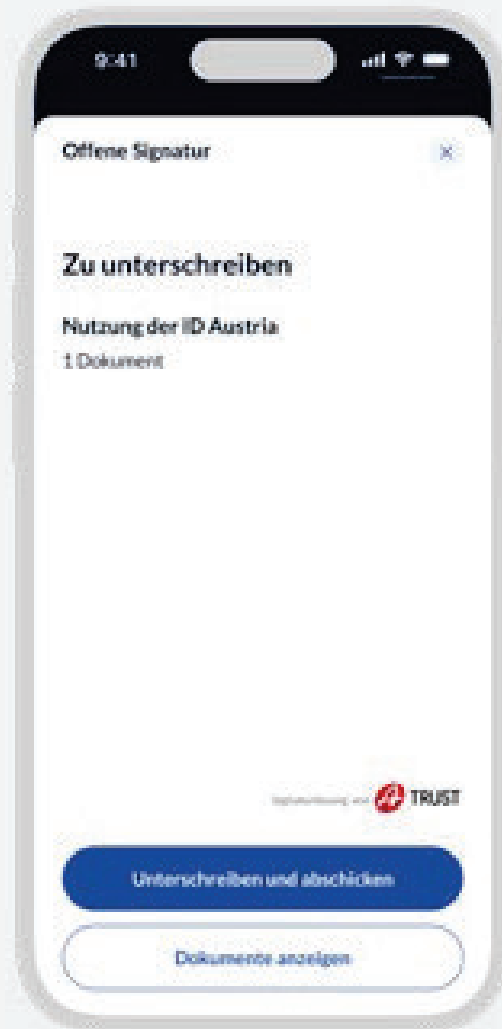 9:41
Offene Signatur
Zu unterschreiben
Nutzung der ID Austria
1 Dokument
TRUST
Unterschreiben und abschicken
Dokumente anzeigen